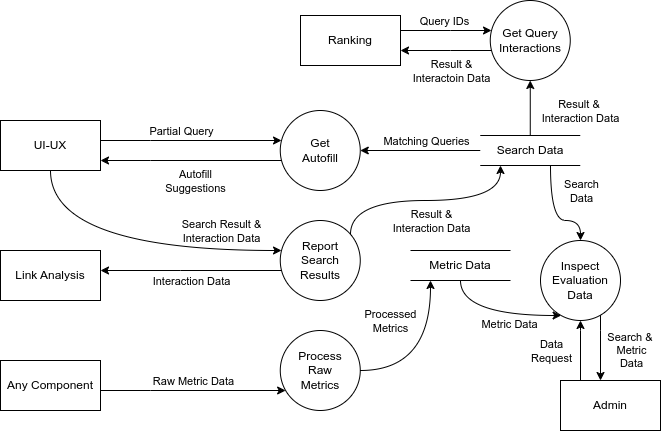 Ranking
Query IDs
Result &
Interactoin Data
Get Query
Interactions
Result &
Interaction Data
UI-UX
Partial Query
Autofill
Suggestions
Get
Autofill
Matching Queries
Search Data
Search
Data
Search Result &
Interaction Data
Result &
Interaction Data
Link Analysis
Interaction Data
Report
Search
Results
Metric Data
Inspect
Evaluation
Data
Processed
Metrics
Metric Data
Data
Request
Search &
Metric
Data
Any Component
Raw Metric Data
Process
Raw
Metrics
Admin